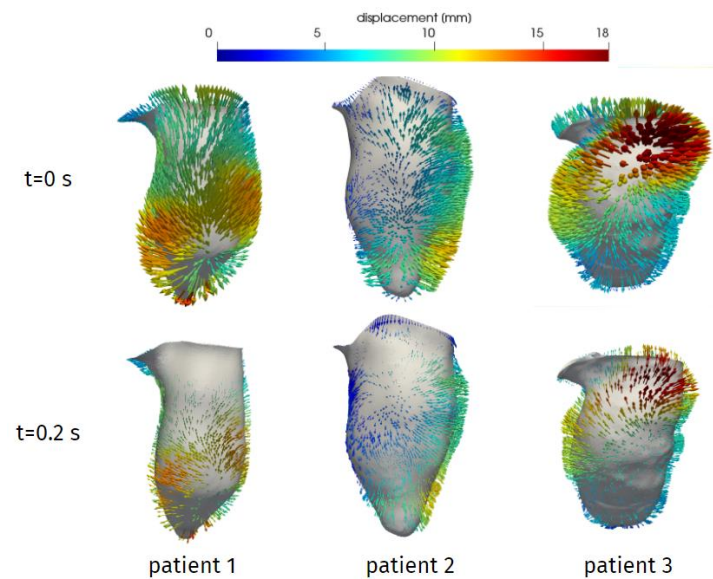 displacement [mm]
0 5 10 15 18
t=0 s
t=0.2 s
patient 1 patient 2 patient 3